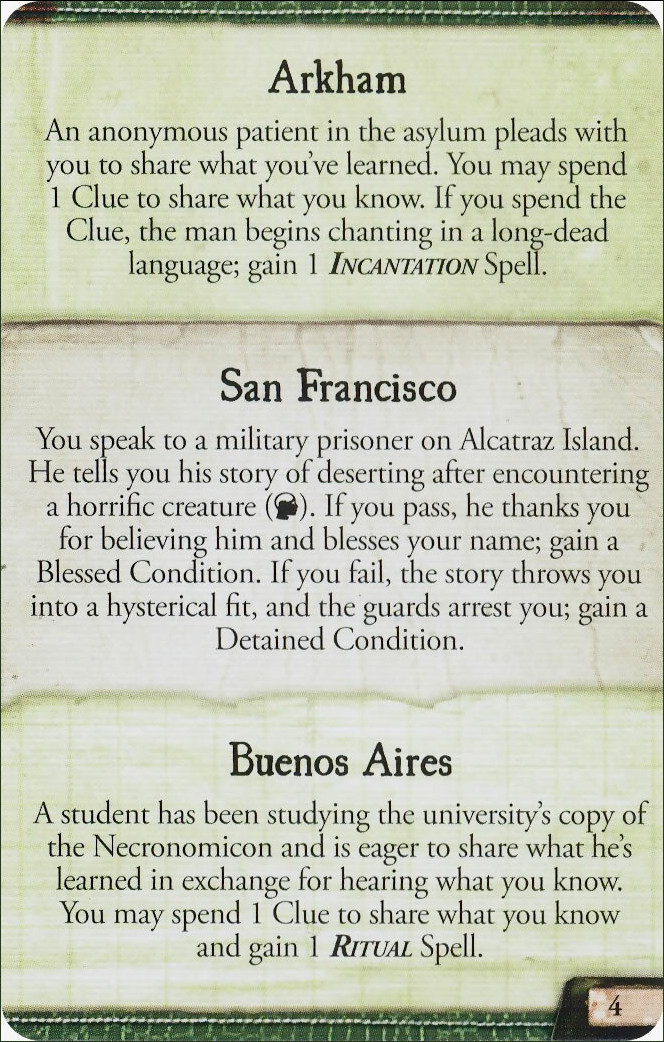 Arkham
An anonymous patient in the asylum pleads with
you to share what you've learned. You may spend
1 Clue to share what you know. If you spend the
Clue, the man begins chanting in a long-dead
language; gain 1 INCANTATION Spell.
San Francisco
You speak to a military prisoner on Alcatraz Island.
He tells you his story of deserting after encountering
a horrific creature ( ). If you pass, he thanks you
for believing him and blesses your name; gain a
Blessed Condition. If you fail, the story throws you
into a hysterical fit, and the guards arrest you; gain a
Detained Condition.
Buenos Aires
A student has been studying the university's copy of
the Necronomicon and is eager to share what he's
learned in exchange for hearing what you know.
You may spend 1 Clue to share what you know
and gain 1 RITUAL Spell.
4